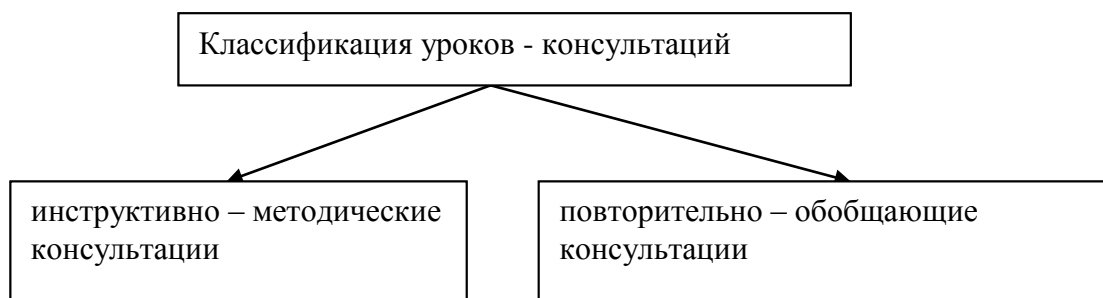 Классификация уроков - консультаций
инструктивно – методические
консультации
повторительно – обобщающие
консультации